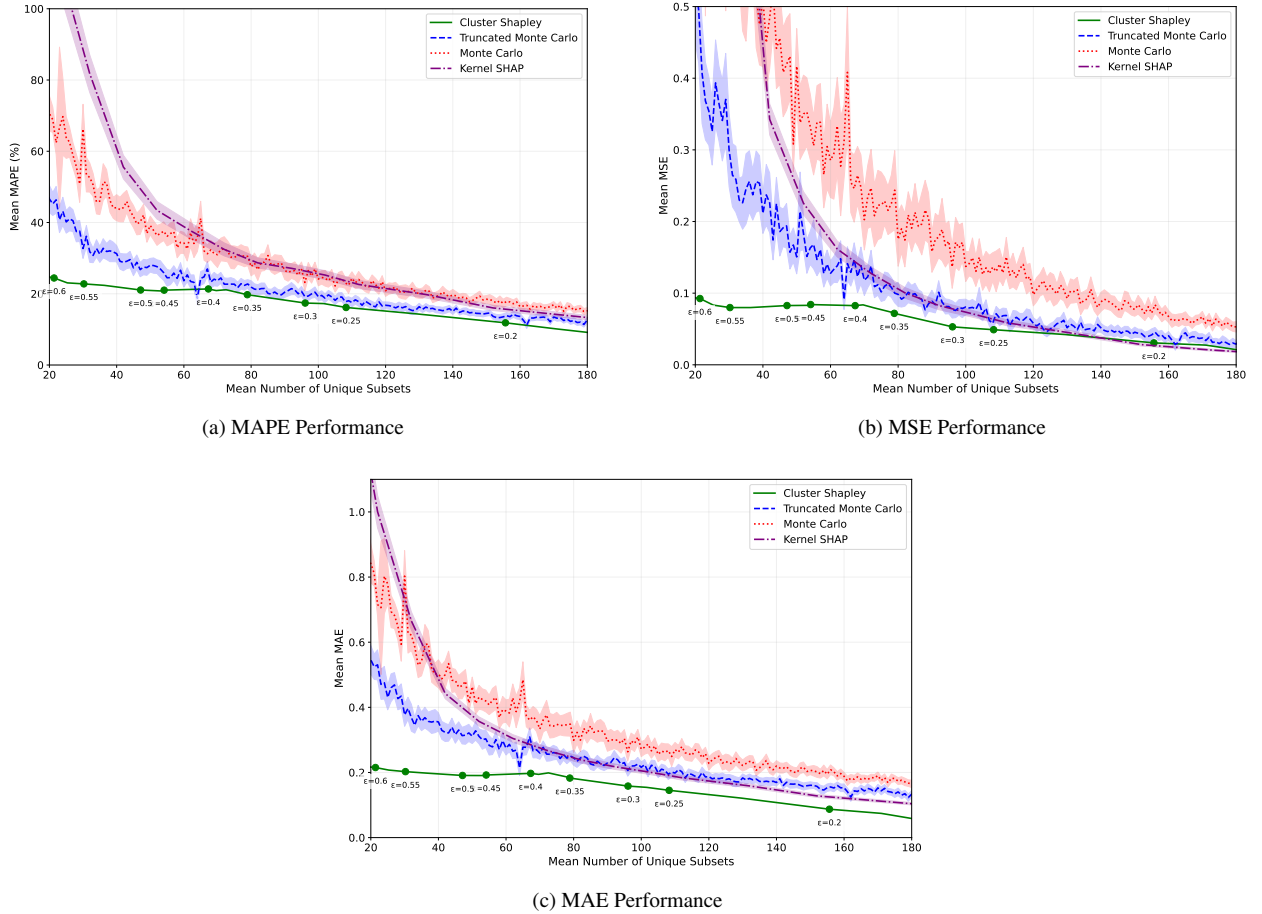 100
80
60
40
20
0
Mean MAPE (%)
Cluster Shapley
Truncated Monte Carlo
Monte Carlo
Kernel SHAP
ε=0.6
ε=0.55
ε=0.5
ε=0.45
ε=0.4
ε=0.35
ε=0.3
ε=0.25
ε=0.2
20 40 60 80 100 120 140 160 180
Mean Number of Unique Subsets
(a) MAPE Performance
0.5
0.4
0.3
0.2
0.1
0.0
Mean MSE
Cluster Shapley
Truncated Monte Carlo
Monte Carlo
Kernel SHAP
ε=0.6
ε=0.55
ε=0.5
ε=0.45
ε=0.4
ε=0.35
ε=0.3
ε=0.25
ε=0.2
20 40 60 80 100 120 140 160 180
Mean Number of Unique Subsets
(b) MSE Performance
1.0
0.8
0.6
0.4
0.2
0.0
Mean MAE
Cluster Shapley
Truncated Monte Carlo
Monte Carlo
Kernel SHAP
ε=0.6
ε=0.55
ε=0.5
ε=0.45
ε=0.4
ε=0.35
ε=0.3
ε=0.25
ε=0.2
20 40 60 80 100 120 140 160 180
Mean Number of Unique Subsets
(c) MAE Performance